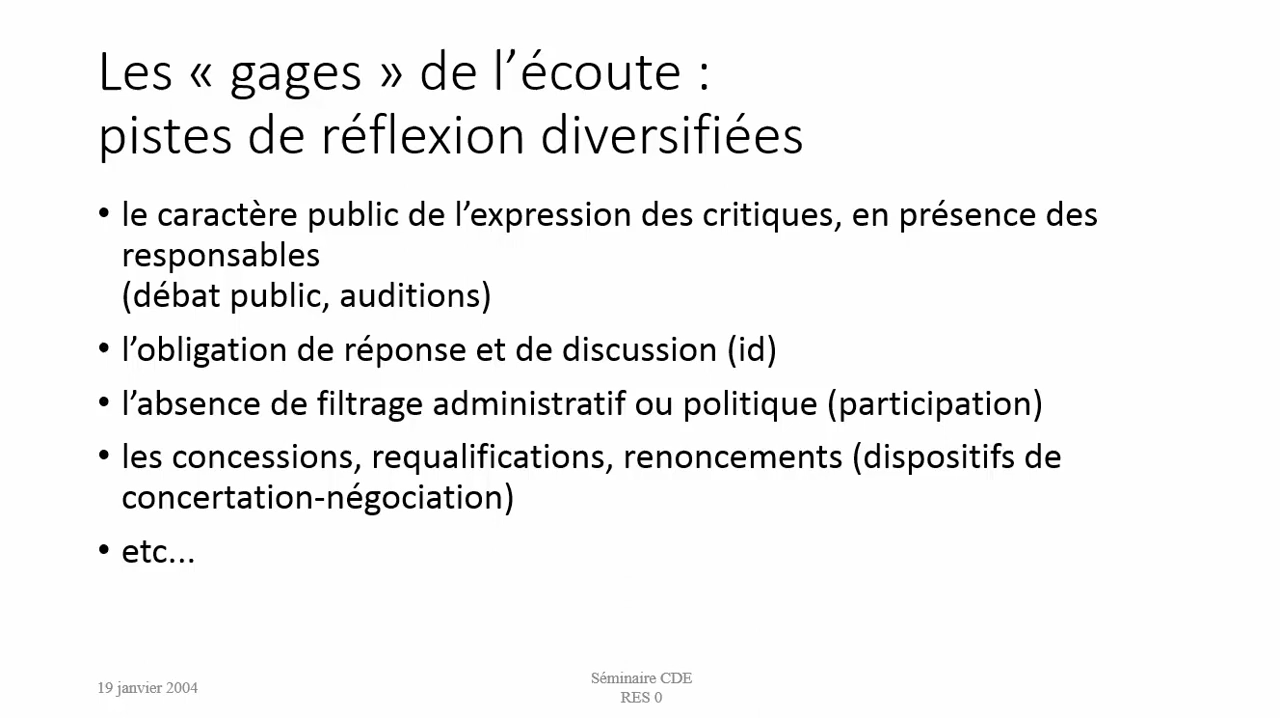 Les « gages » de l’écoute :
pistes de réflexion diversifiées
• le caractère public de l’expression des critiques, en présence des
responsables
(débat public, auditions)
• l’obligation de réponse et de discussion (id)
• l’absence de filtrage administratif ou politique (participation)
• les concessions, requalifications, renoncements (dispositifs de
concertation-négociation)
• etc...
19 janvier 2004
Séminaire CDE
RES 0